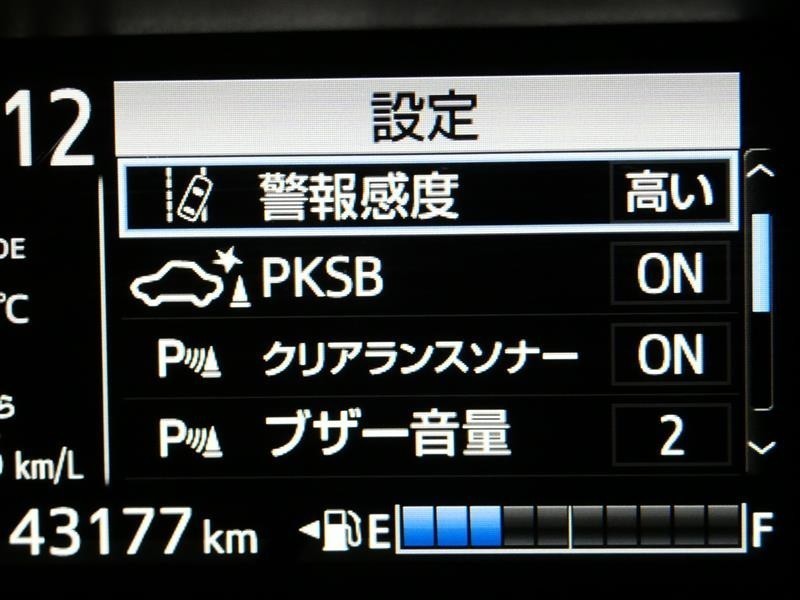 12
設定
警報感度 高い
PKSB ON
P クリアランスソナー ON
P ブザー音量 2
℃
km/L
43177 km E F